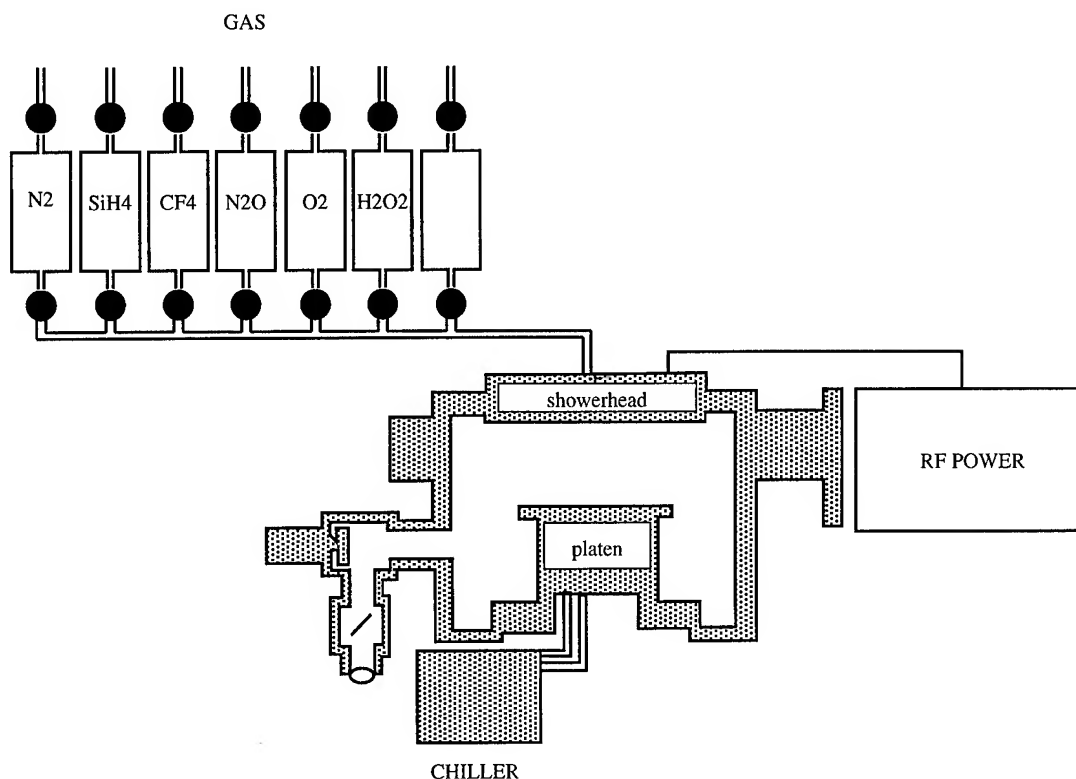 GAS
N2
SiH4
CF4
N2O
O2
H2O2
showerhead
RF POWER
platen
CHILLER